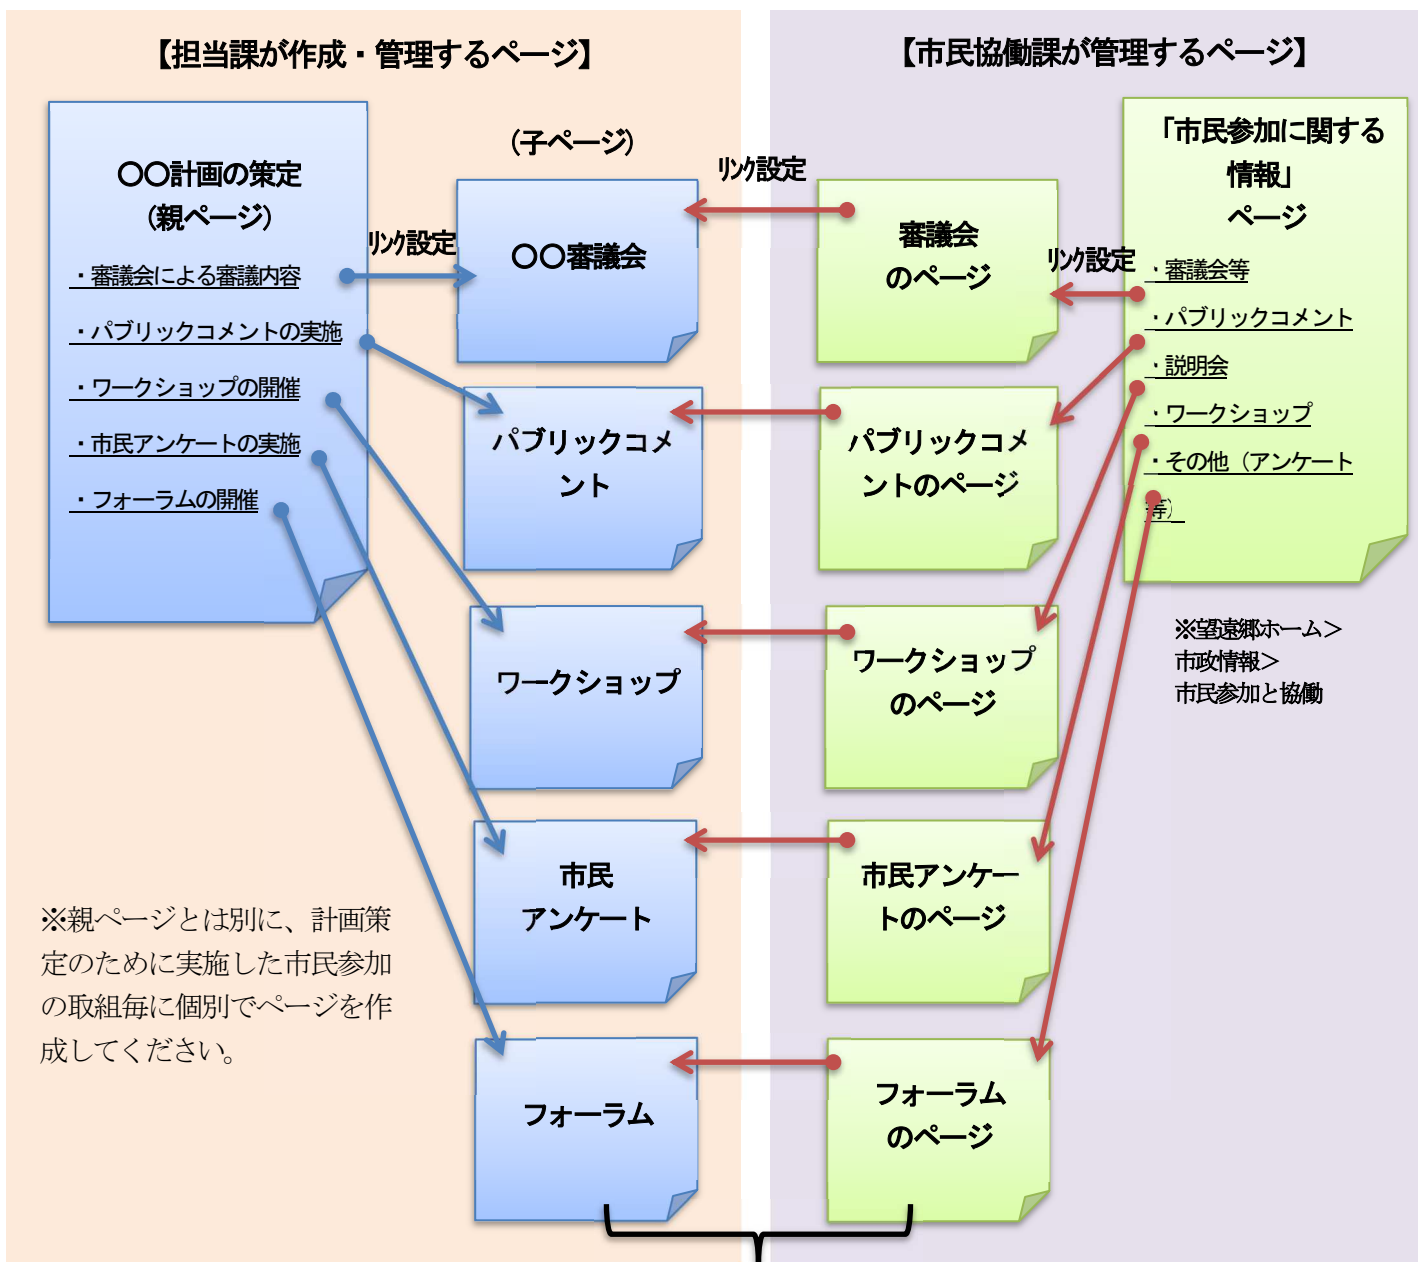 【担当課が作成・管理するページ】
〇〇計画の策定
（親ページ）
・審議会による審議内容
・パブリックコメントの実施
・ワークショップの開催
・市民アンケートの実施
・フォーラムの開催
リンク設定
（子ページ）
〇〇審議会
パブリックコメ
ント
ワークショップ
市民
アンケート
フォーラム
※親ページとは別に、計画策
定のために実施した市民参加
の取組毎に個別でページを作
成してください。
【市民協働課が管理するページ】
リンク設定
審議会
のページ
パブリックコメ
ントのページ
ワークショップ
のページ
市民アンケー
トのページ
フォーラム
のページ
リンク設定
「市民参加に関する
情報」
ページ
・審議会等
・パブリックコメント
・説明会
・ワークショップ
・その他（アンケート
等）
※望遠郷ホーム＞
市政情報＞
市民参加と協働